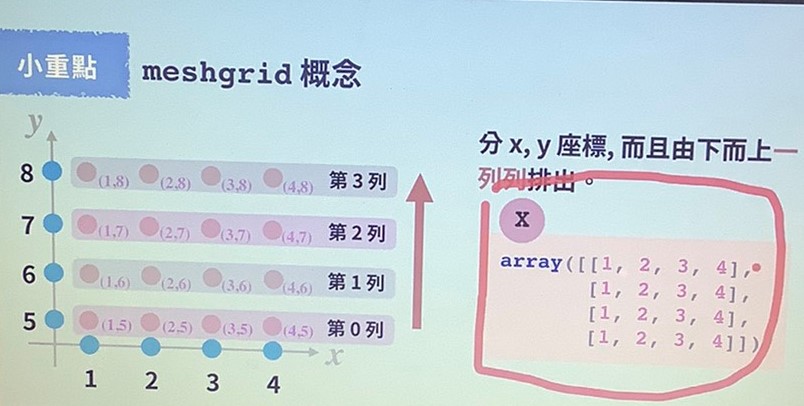 小重點
meshgrid 概念
y
8
(1,8) (2,8) (3,8) (4,8) 第 3 列
7
(1,7) (2,7) (3,7) (4,7) 第 2 列
6
(1,6) (2,6) (3,6) (4,6) 第 1 列
5
(1,5) (2,5) (3,5) (4,5) 第 0 列
x
1 2 3 4
分 x, y 座標, 而且由下而上一
列列排出。
X
array([[1, 2, 3, 4],
[1, 2, 3, 4],
[1, 2, 3, 4],
[1, 2, 3, 4]])